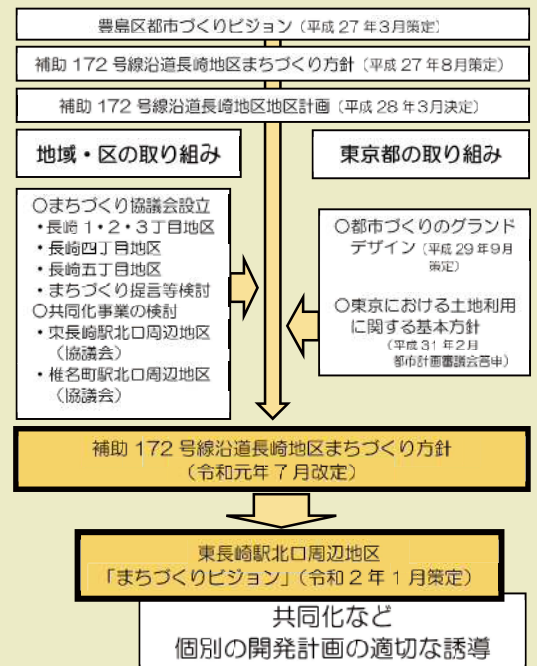 豊島区都市づくりビジョン（平成27年3月策定）
補助172号線沿道長崎地区まちづくり方針（平成27年8月策定）
補助172号線沿道長崎地区地区計画（平成28年3月決定）
地域・区の取り組み
○まちづくり協議会設立
・長崎1・2・3丁目地区
・長崎四丁目地区
・長崎五丁目地区
・まちづくり提言等検討
○共同化事業の検討
・東長崎駅北口周辺地区
（協議会）
・椎名町駅北口周辺地区
（協議会）
東京都の取り組み
○都市づくりのグランド
デザイン（平成29年9月
策定）
○東京における土地利用
に関する基本方針
（平成31年2月
都市計画審議会答申）
補助172号線沿道長崎地区まちづくり方針
（令和元年7月改定）
東長崎駅北口周辺地区
「まちづくりビジョン」（令和2年1月策定）
共同化など
個別の開発計画の適切な誘導